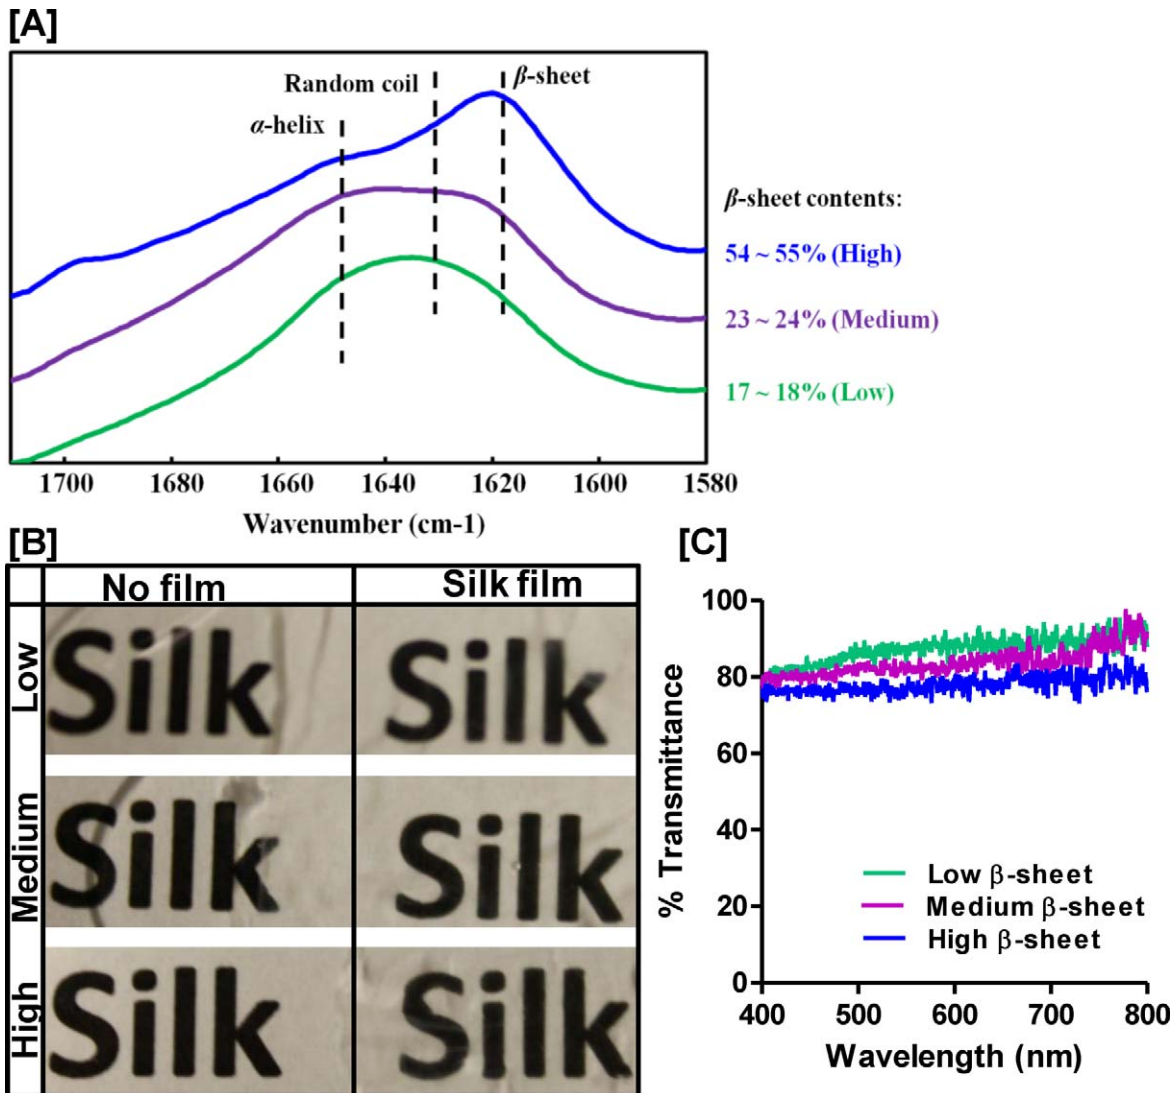 [A]
Random coil
β-sheet
α-helix
β-sheet contents:
54 ~ 55% (High)
23 ~ 24% (Medium)
17 ~ 18% (Low)
1700 1680 1660 1640 1620 1600 1580
Wavenumber (cm-1)
[B]
No film Silk film
Low
Silk Silk
Medium
Silk Silk
High
Silk Silk
[C]
100
80
60
40
20
0
% Transmittance
Low β-sheet
Medium β-sheet
High β-sheet
400 500 600 700 800
Wavelength (nm)